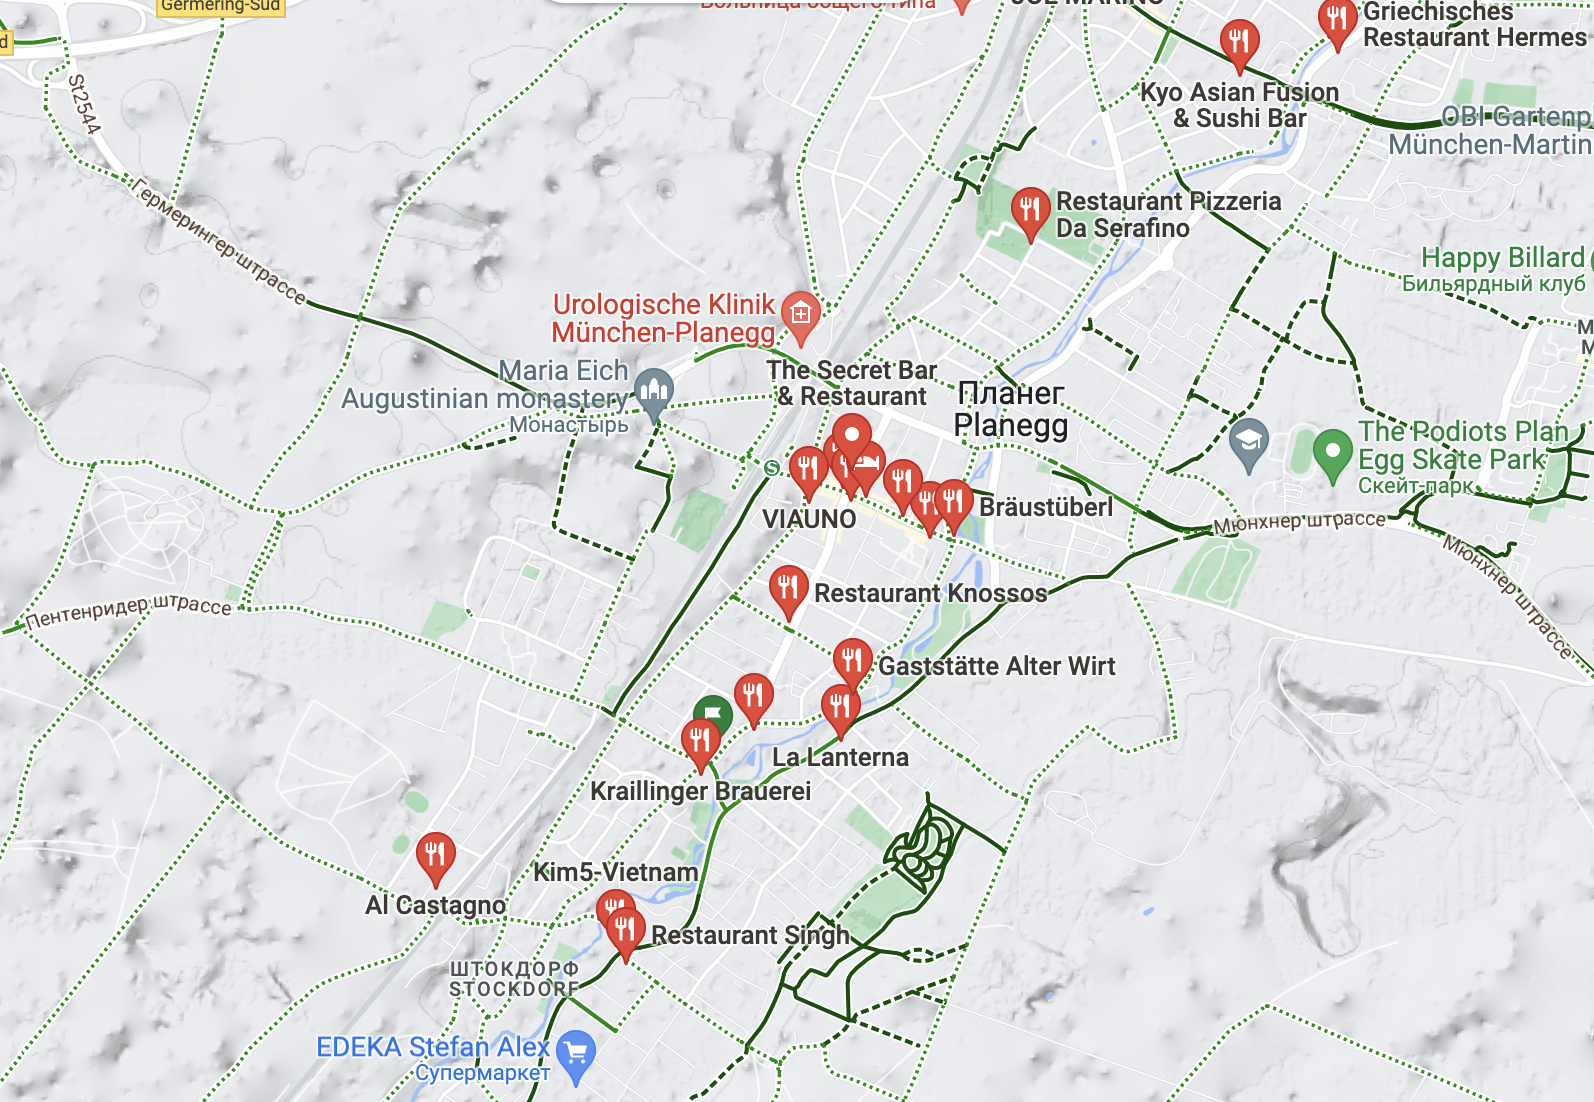 Germering-Süd
Больница общего типа
JOE MARINO
Griechisches
Restaurant Hermes
St2544
Kyo Asian Fusion
& Sushi Bar
OBI Gartenp
München-Martin
Гермерингер штрассе
Restaurant Pizzeria
Da Serafino
Happy Billard
Бильярдный клуб
Urologische Klinik
München-Planegg
Maria Eich
Augustinian monastery
Монастырь
The Secret Bar
& Restaurant
Планег
Planegg
The Podiots Plan
Egg Skate Park
Скейт-парк
VIAUNO
Bräustüberl
Мюнхнер штрассе
Мюнхнер штрассе
Пентенридер штрассе
Restaurant Knossos
Gaststätte Alter Wirt
La Lanterna
Kraillinger Brauerei
Kim5-Vietnam
Al Castagno
Restaurant Singh
ШТОКДОРФ
STOCKDORF
EDEKA Stefan Alex
Супермаркет